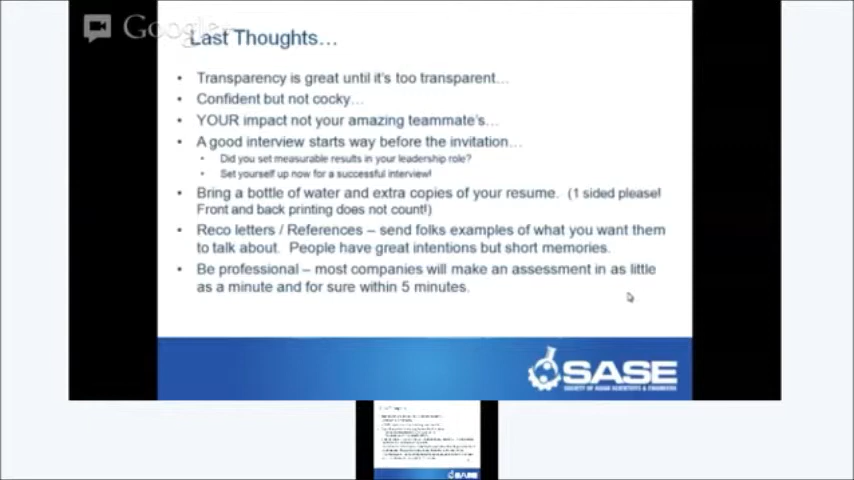 Google+
Last Thoughts…
• Transparency is great until it's too transparent…
• Confident but not cocky…
• YOUR impact not your amazing teammate's…
• A good interview starts way before the invitation…
• Did you set measurable results in your leadership role?
• Set yourself up now for a successful interview!
• Bring a bottle of water and extra copies of your resume. (1 sided please!
Front and back printing does not count!)
• Reco letters / References – send folks examples of what you want them
to talk about. People have great intentions but short memories.
• Be professional – most companies will make an assessment in as little
as a minute and for sure within 5 minutes.
SASE
SOCIETY OF ASIAN SCIENTISTS & ENGINEERS